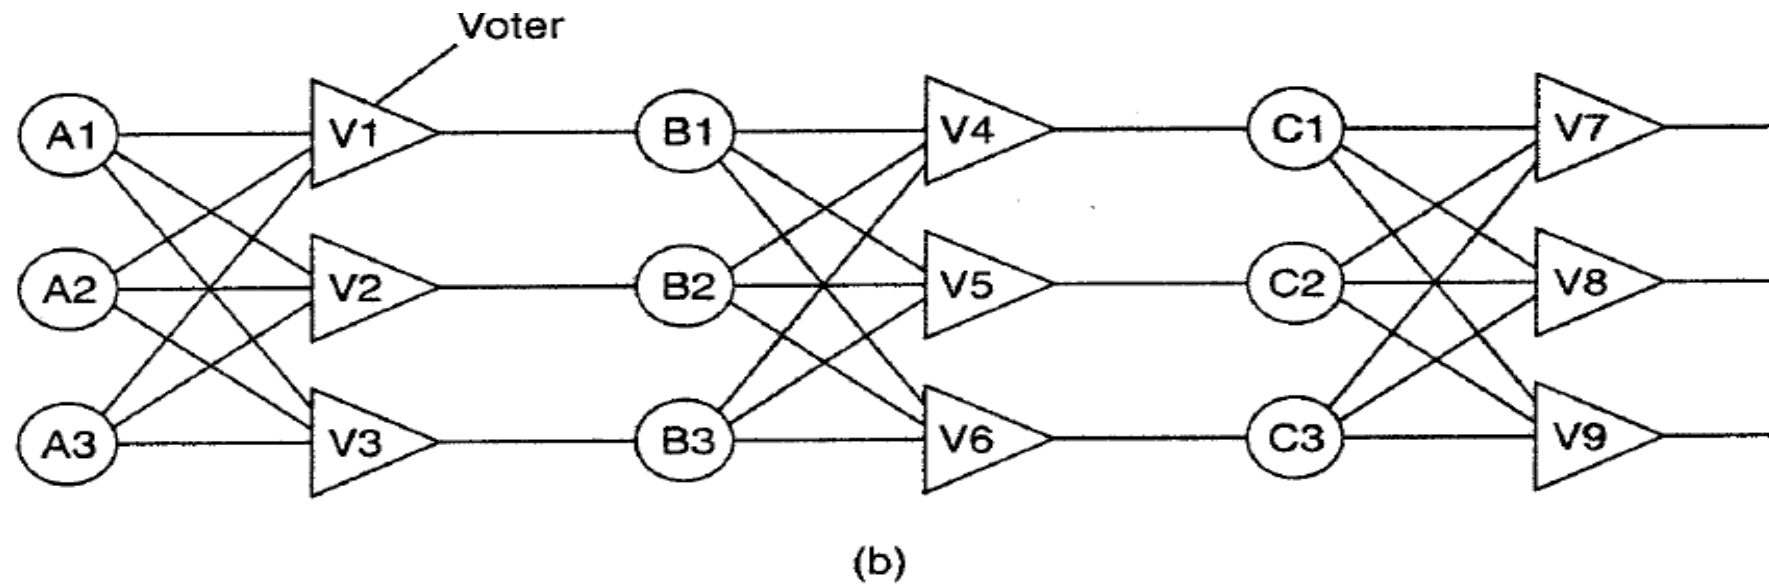 Voter
A1 V1 B1 V4 C1 V7
A2 V2 B2 V5 C2 V8
A3 V3 B3 V6 C3 V9
(b)